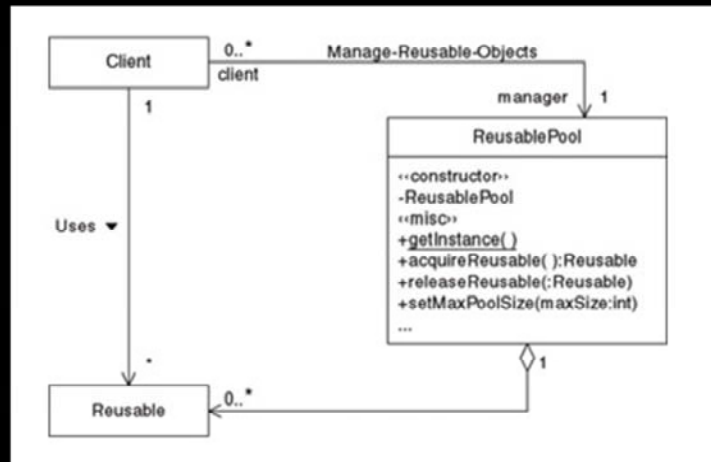 Client
0..*
Manage-Reusable-Objects
client
1
manager
1
ReusablePool
‹‹constructor››
-ReusablePool
‹‹misc››
+getInstance( )
+acquireReusable( ):Reusable
+releaseReusable(:Reusable)
+setMaxPoolSize(maxSize:int)
...
Uses
1
*
0..*
Reusable